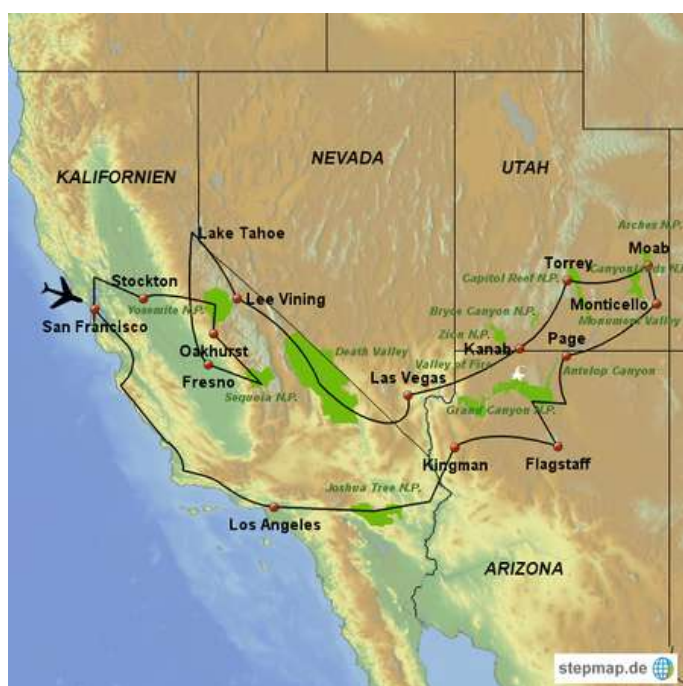 NEVADA
UTAH
KALIFORNIEN
Arches N.P.
Lake Tahoe
Moab
Torrey
Canyonlands N.P.
Capitol Reef N.P.
Stockton
Lee Vining
Monticello
Yosemite N.P.
Bryce Canyon N.P.
Monument Valley
San Francisco
Zion N.P.
Page
Kanab
Oakhurst
Death Valley
Valley of Fire
Antelop Canyon
Fresno
Las Vegas
Sequoia N.P.
Grand Canyon N.P.
Kingman
Flagstaff
Joshua Tree N.P.
Los Angeles
ARIZONA
stepmap.de